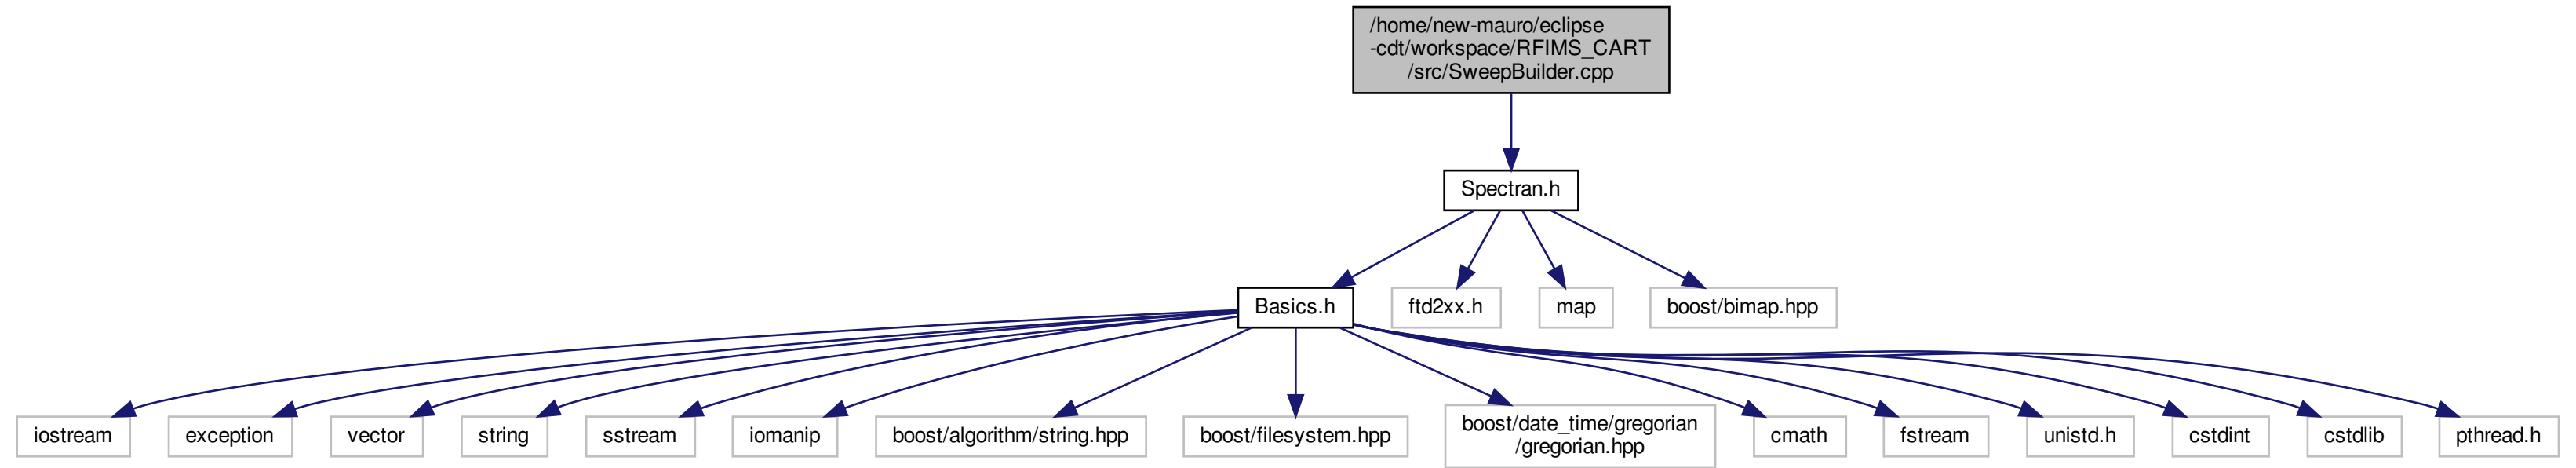 /home/new-mauro/eclipse
-cdt/workspace/RFIMS_CART
/src/SweepBuilder.cpp
Spectran.h
Basics.h
ftd2xx.h
map
boost/bimap.hpp
iostream
exception
vector
string
sstream
iomanip
boost/algorithm/string.hpp
boost/filesystem.hpp
boost/date_time/gregorian
/gregorian.hpp
cmath
fstream
unistd.h
cstdint
cstdlib
pthread.h